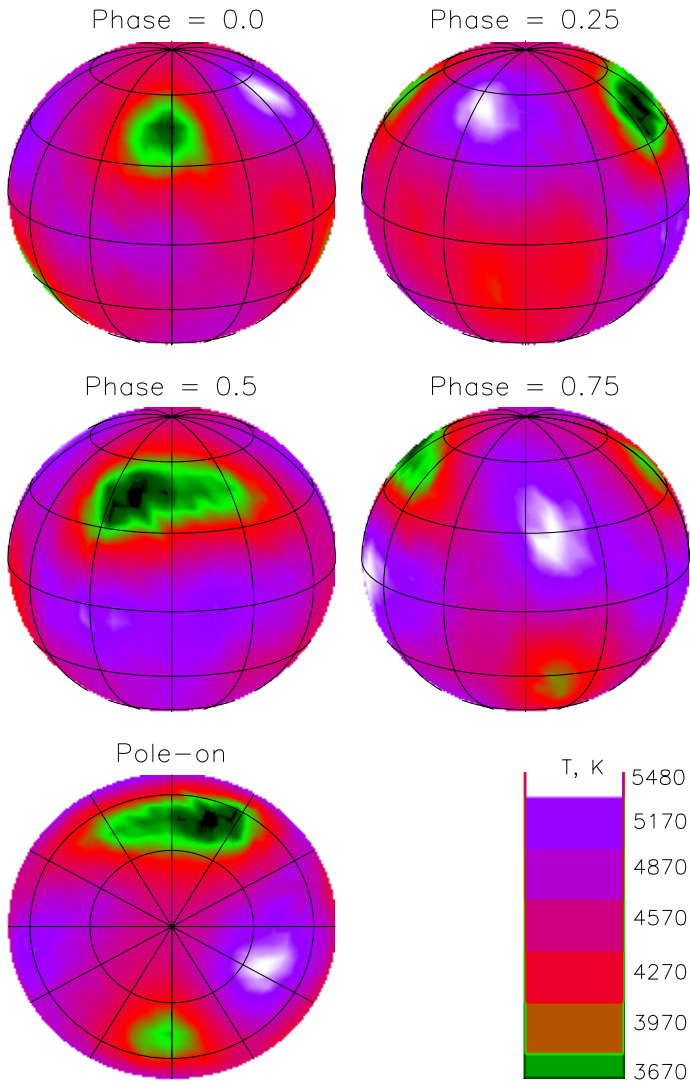 Phase = 0.0
Phase = 0.25
Phase = 0.5
Phase = 0.75
Pole-on
T, K
5480
5170
4870
4570
4270
3970
3670